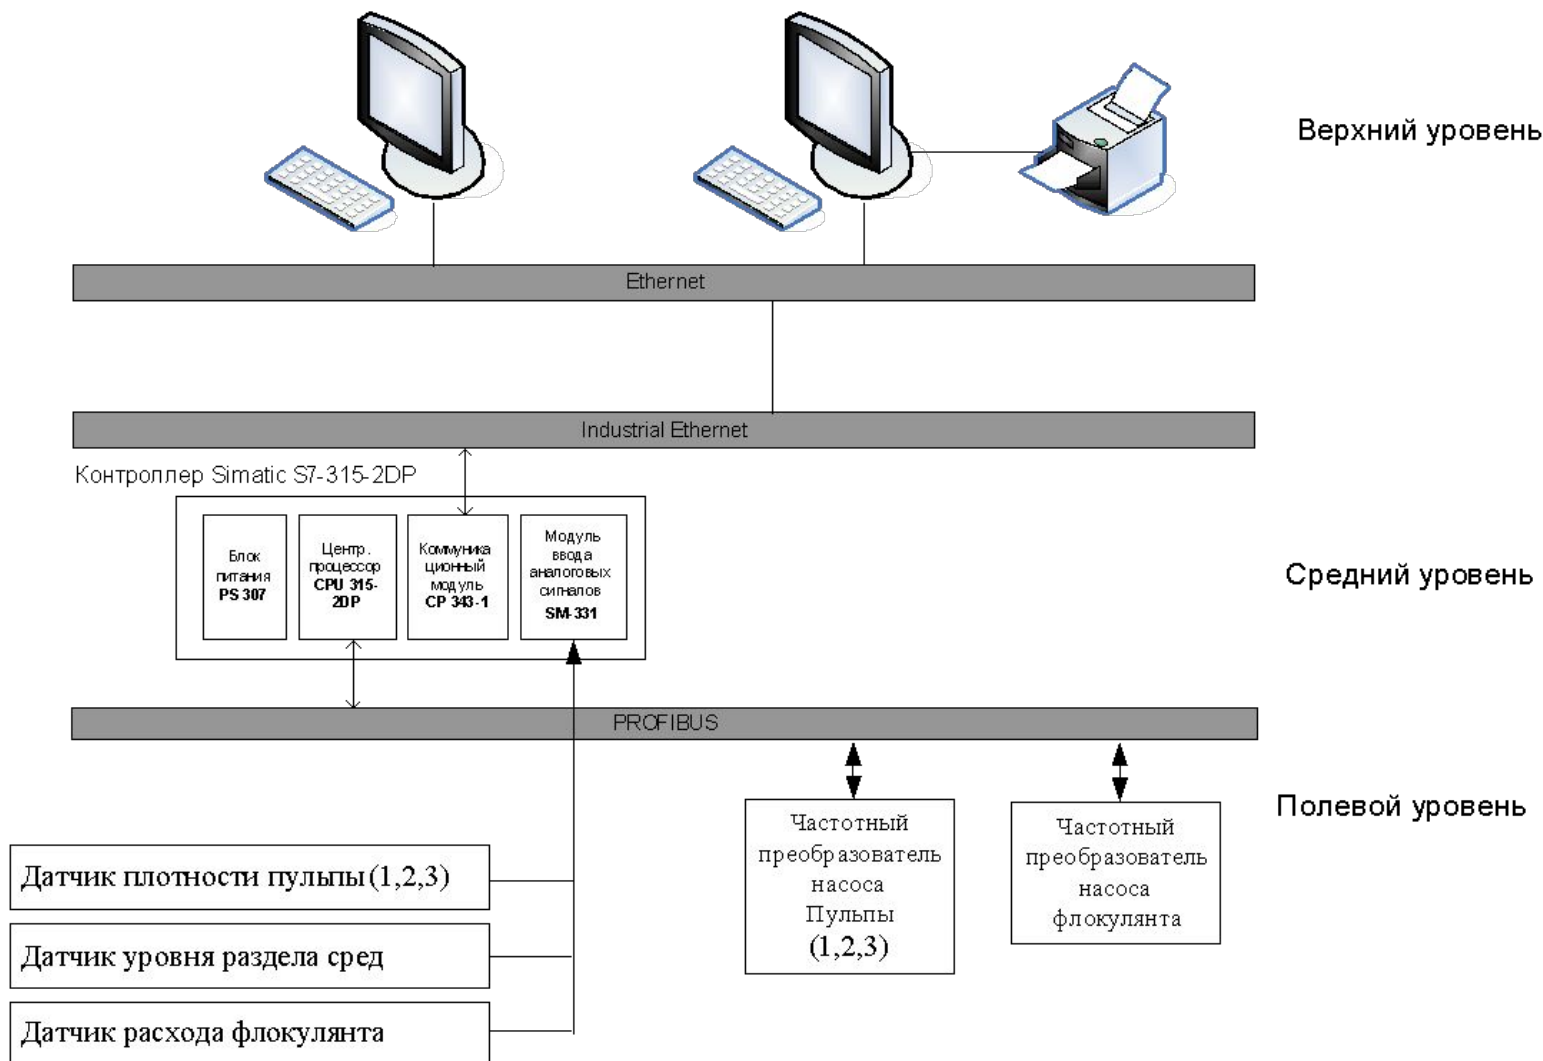 Верхний уровень
Ethernet
Industrial Ethernet
Контроллер Simatic S7-315-2DP
Блок
питания
PS 307
Центр.
процессор
CPU 315-
2DP
Коммуника
ционный
модуль
CP 343-1
Модуль
ввода
аналоговых
сигналов
SM-331
Средний уровень
PROFIBUS
Полевой уровень
Частотный
преобразователь
насоса
Пульпы
(1,2,3)
Частотный
преобразователь
насоса
флокулянта
Датчик плотности пульпы (1,2,3)
Датчик уровня раздела сред
Датчик расхода флокулянта